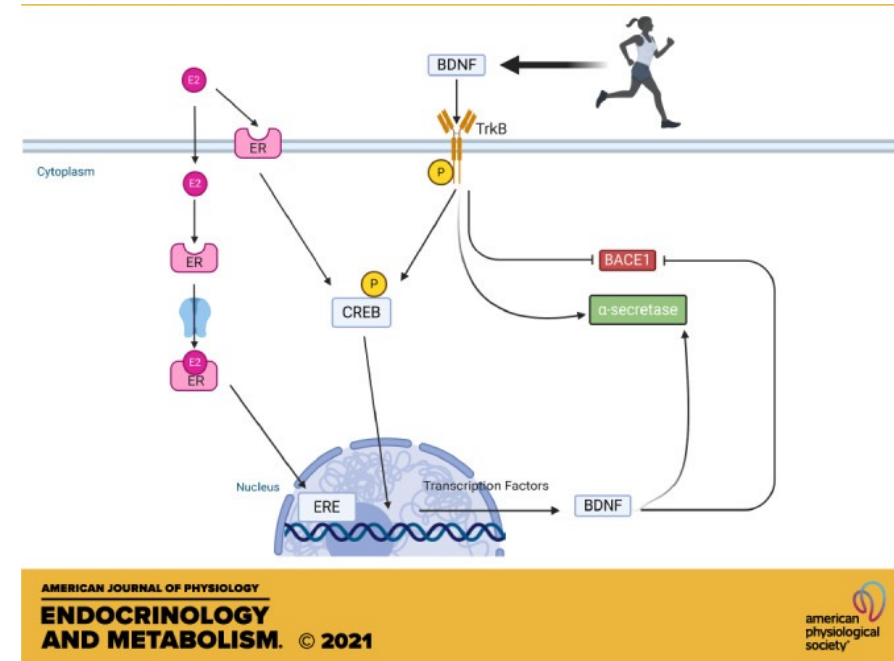 BDNF
E2
TrkB
ER
P
Cytoplasm
E2
ER
BACE1
P
α-secretase
CREB
E2
ER
Nucleus
Transcription Factors
ERE
BDNF
AMERICAN JOURNAL OF PHYSIOLOGY
ENDOCRINOLOGY
AND METABOLISM. © 2021
american
physiological
society